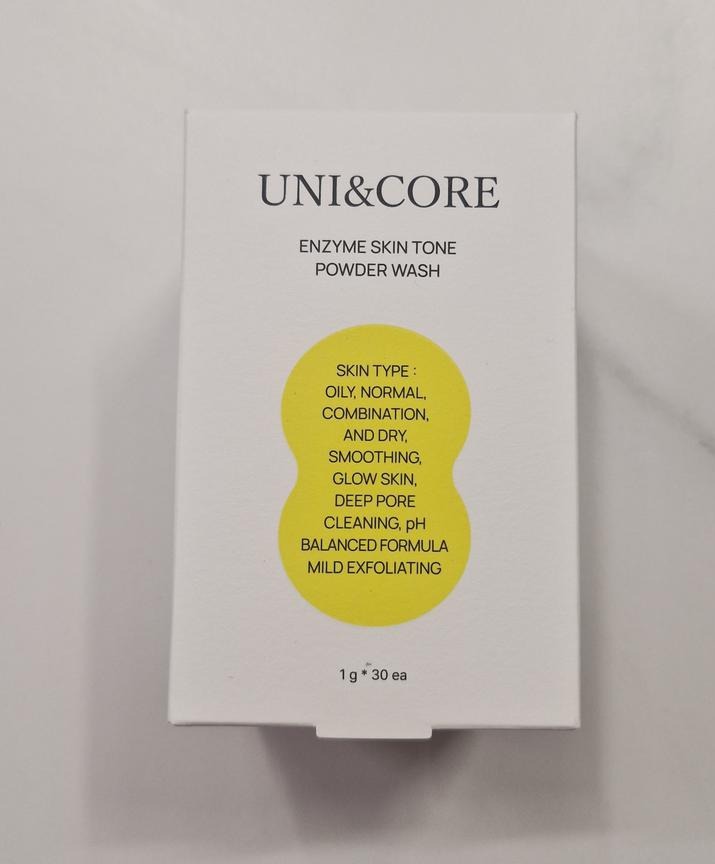 UNI&CORE
ENZYME SKIN TONE
POWDER WASH
SKIN TYPE :
OILY, NORMAL,
COMBINATION,
AND DRY,
SMOOTHING,
GLOW SKIN,
DEEP PORE
CLEANING, pH
BALANCED FORMULA
MILD EXFOLIATING
1 g * 30 ea